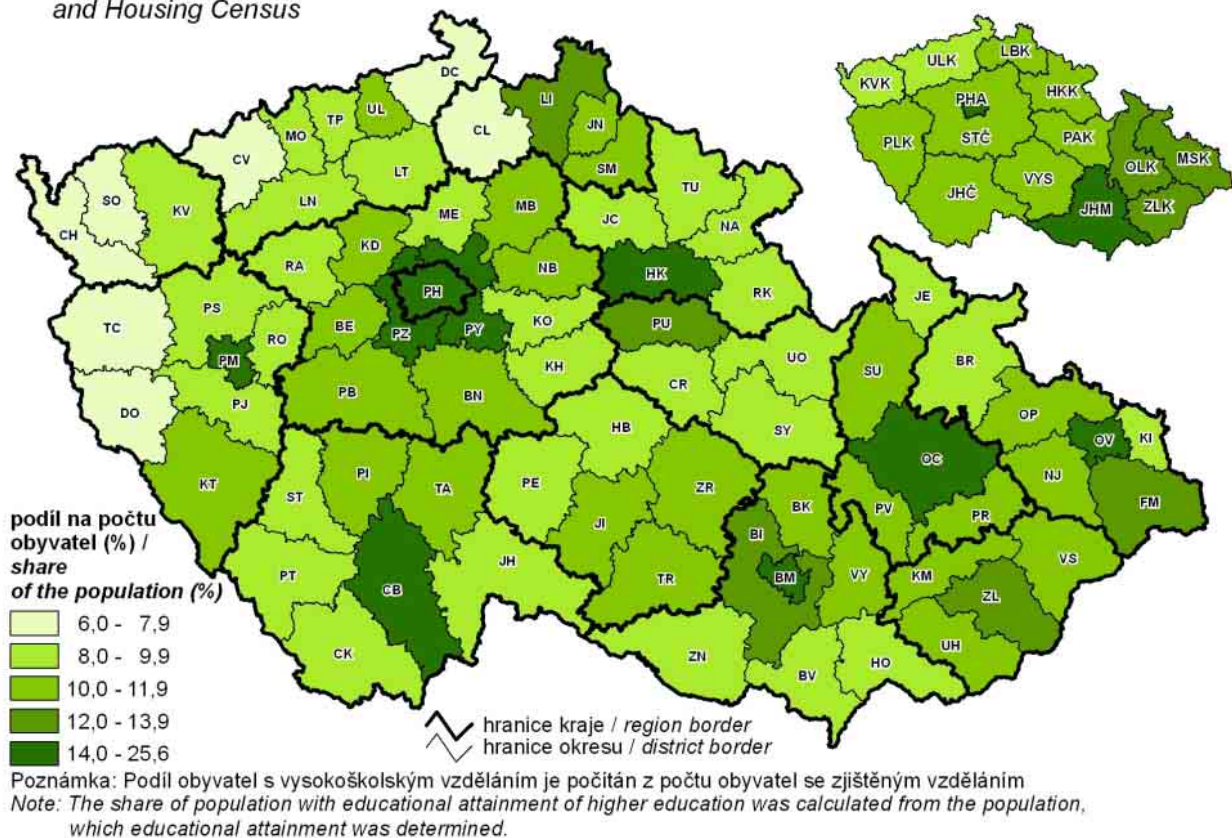 and Housing Census
DC
UL
LI
TP
MO
JN
CL
CV
SM
LT
SO
TU
KV
LN
MB
ME
JC
CH
NA
KD
RA
NB
HK
PH
RK
PS
TC
KO
PU
BE
PZ
PY
RO
UO
PM
KH
CR
PJ
PB
BN
DO
SY
HB
JE
BR
SU
OP
OV
KI
OC
NJ
FM
KT
ST
PI
TA
PE
ZR
JI
BK
PV
PR
BI
VS
JH
KM
PT
TR
BM
VY
ZL
CB
UH
CK
ZN
BV
HO
ULK
LBK
KVK
HKK
PHA
STČ
PLK
PAK
MSK
OLK
VYS
JHČ
JHM
ZLK
podíl na počtu
obyvatel (%) /
share
of the population (%)
6,0 - 7,9
8,0 - 9,9
10,0 - 11,9
12,0 - 13,9
14,0 - 25,6
hranice kraje / region border
hranice okresu / district border
Poznámka: Podíl obyvatel s vysokoškolským vzděláním je počítán z počtu obyvatel se zjištěným vzděláním
Note: The share of population with educational attainment of higher education was calculated from the population,
which educational attainment was determined.